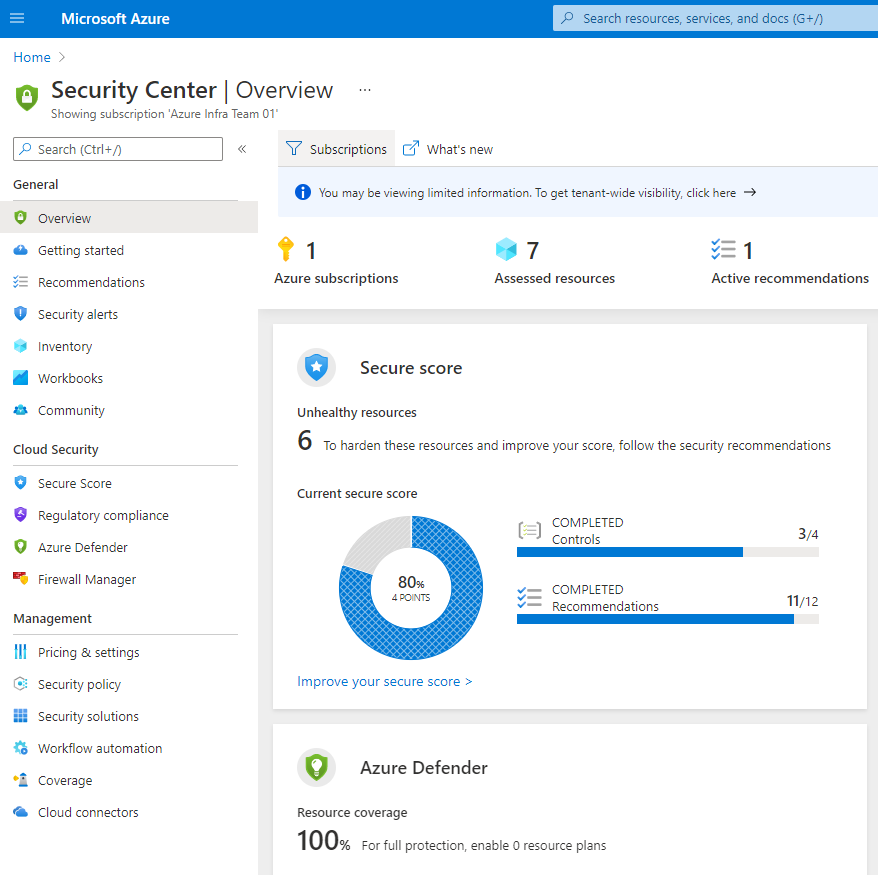 Microsoft Azure
Search resources, services, and docs (G+/)
Home >
Security Center | Overview ...
Showing subscription 'Azure Infra Team 01'
Search (Ctrl+/)
«
General
Overview
Getting started
Recommendations
Security alerts
Inventory
Workbooks
Community
Cloud Security
Secure Score
Regulatory compliance
Azure Defender
Firewall Manager
Management
Pricing & settings
Security policy
Security solutions
Workflow automation
Coverage
Cloud connectors
Subscriptions
What's new
You may be viewing limited information. To get tenant-wide visibility, click here →
1
Azure subscriptions
7
Assessed resources
1
Active recommendations
Secure score
Unhealthy resources
6 To harden these resources and improve your score, follow the security recommendations
Current secure score
80%
4 POINTS
COMPLETED
Controls
3/4
COMPLETED
Recommendations
11/12
Improve your secure score >
Azure Defender
Resource coverage
100% For full protection, enable 0 resource plans